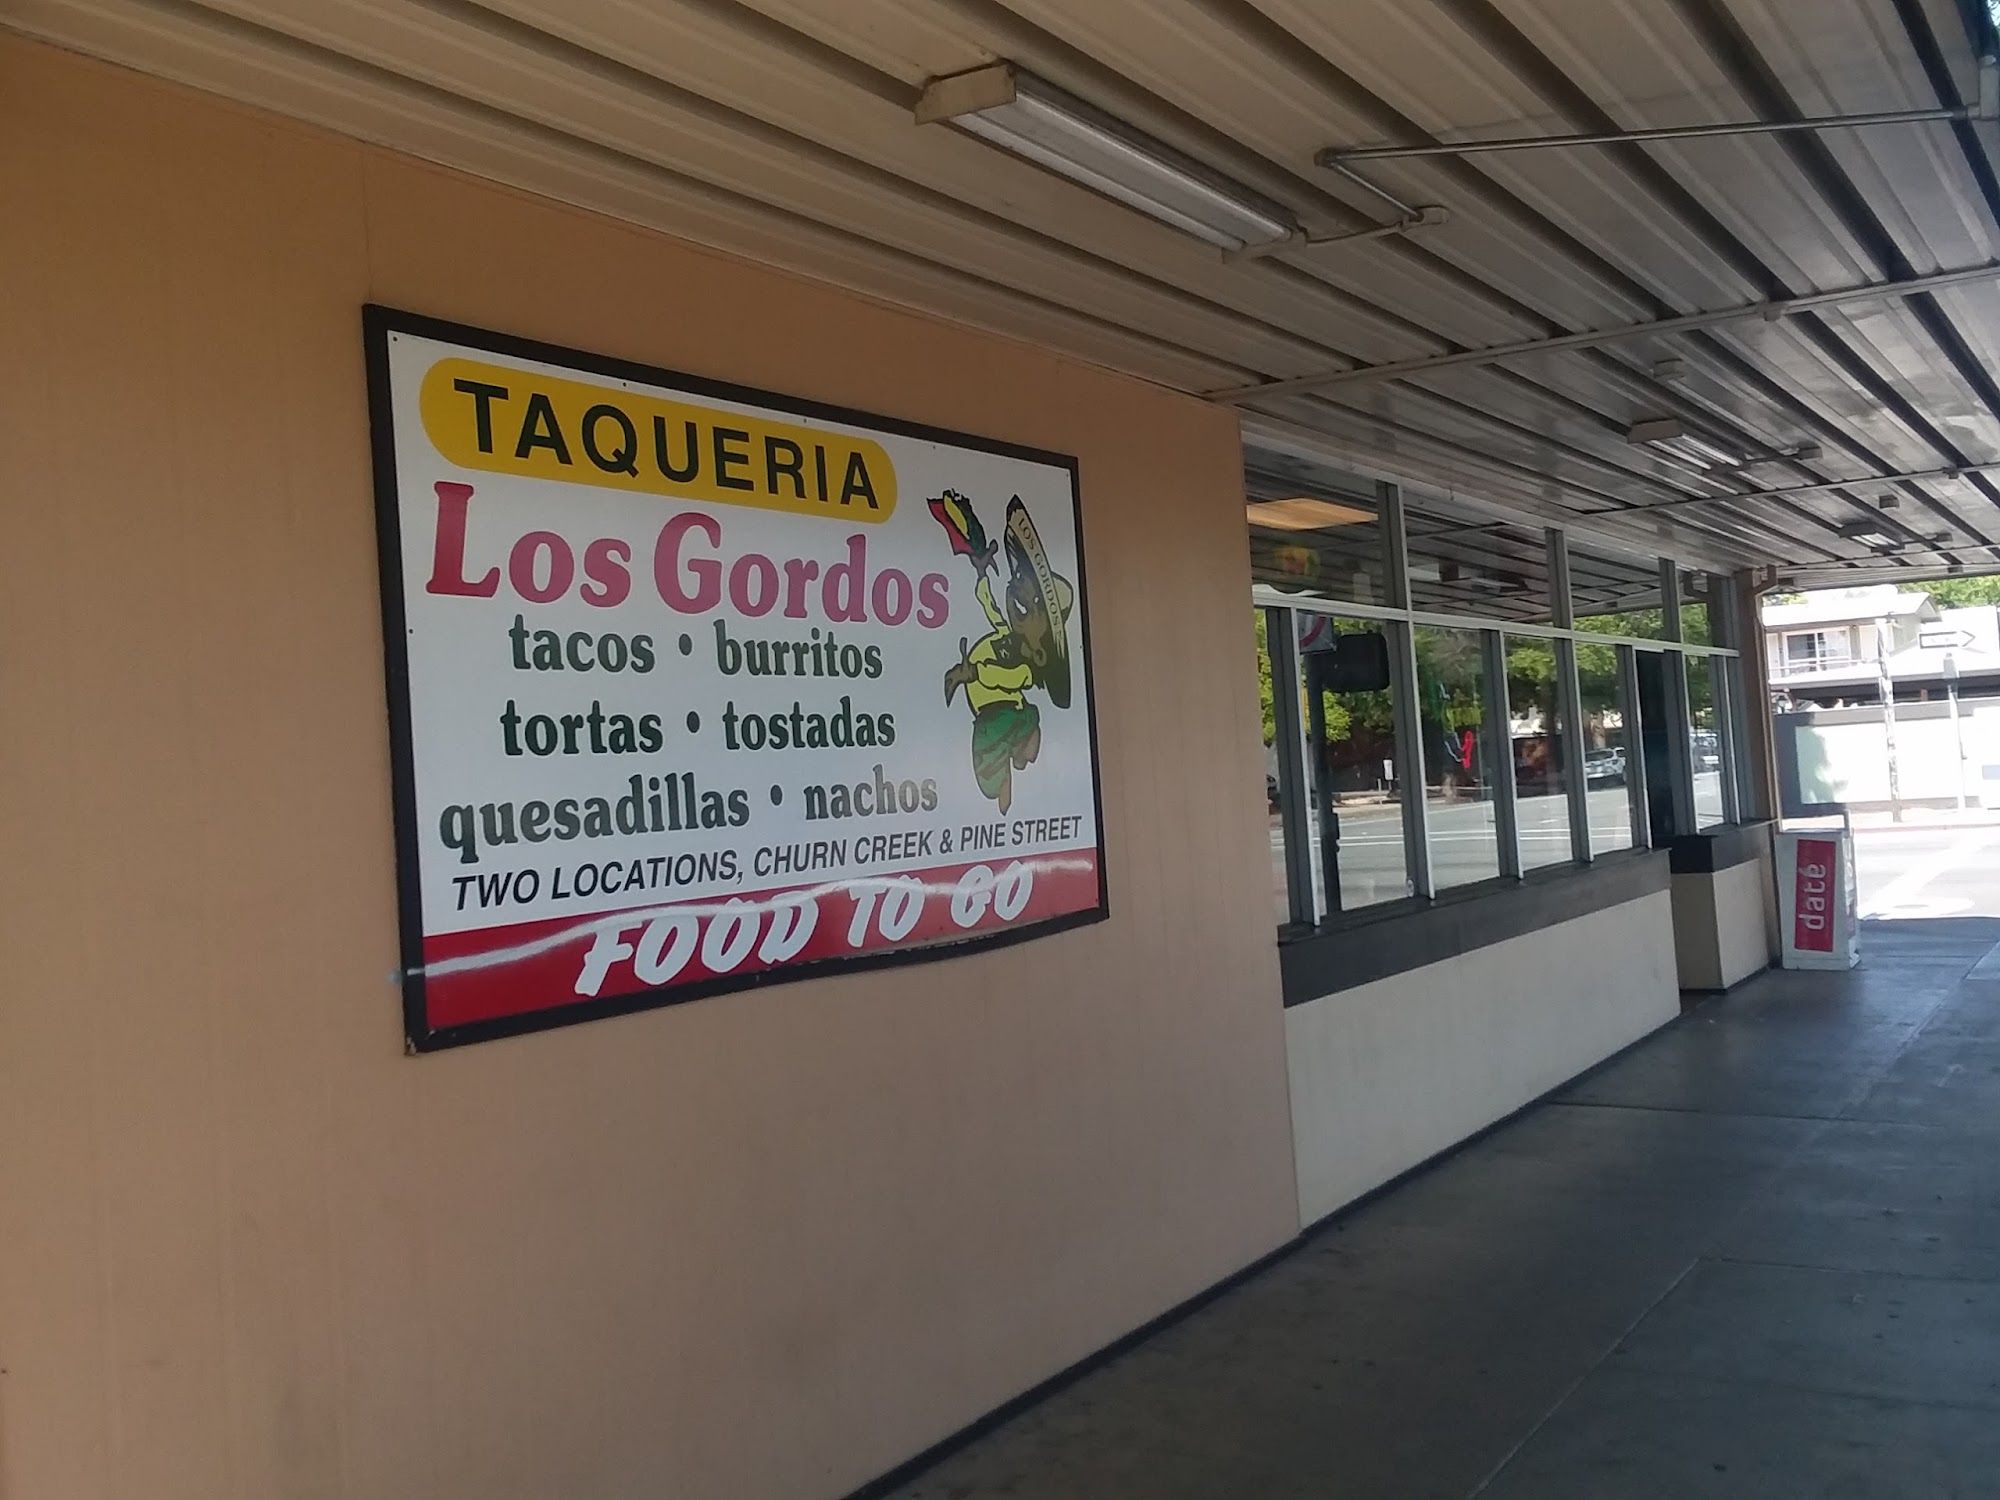 TAQUERIA
Los Gordos
tacos • burritos
tortas • tostadas
quesadillas • nachos
TWO LOCATIONS, CHURN CREEK & PINE STREET
FOOD TO GO
LOS GORDOS
daté